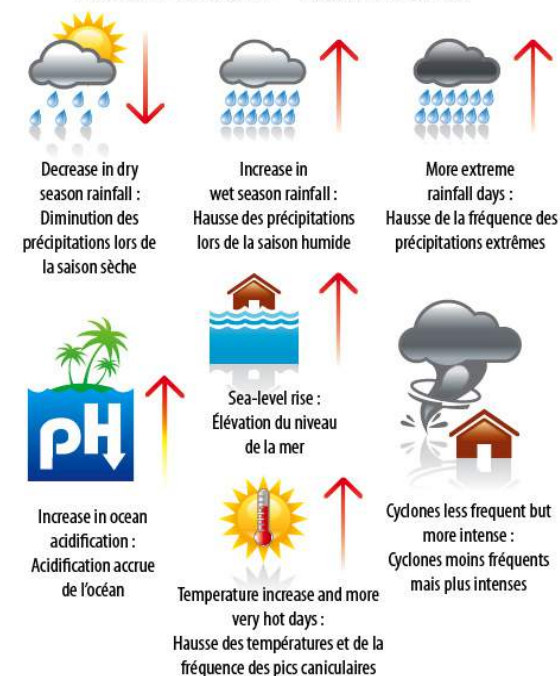 Decrease in dry
season rainfall :
Diminution des
précipitations lors de
la saison sèche
Increase in
wet season rainfall :
Hausse des précipitations
lors de la saison humide
More extreme
rainfall days :
Hausse de la fréquence des
précipitations extrêmes
Sea-level rise :
Élévation du niveau
de la mer
pH
Increase in ocean
acidification :
Acidification accrue
de l’océan
Temperature increase and more
very hot days :
Hausse des températures et de la
fréquence des pics caniculaires
Cyclones less frequent but
more intense :
Cyclones moins fréquents
mais plus intenses